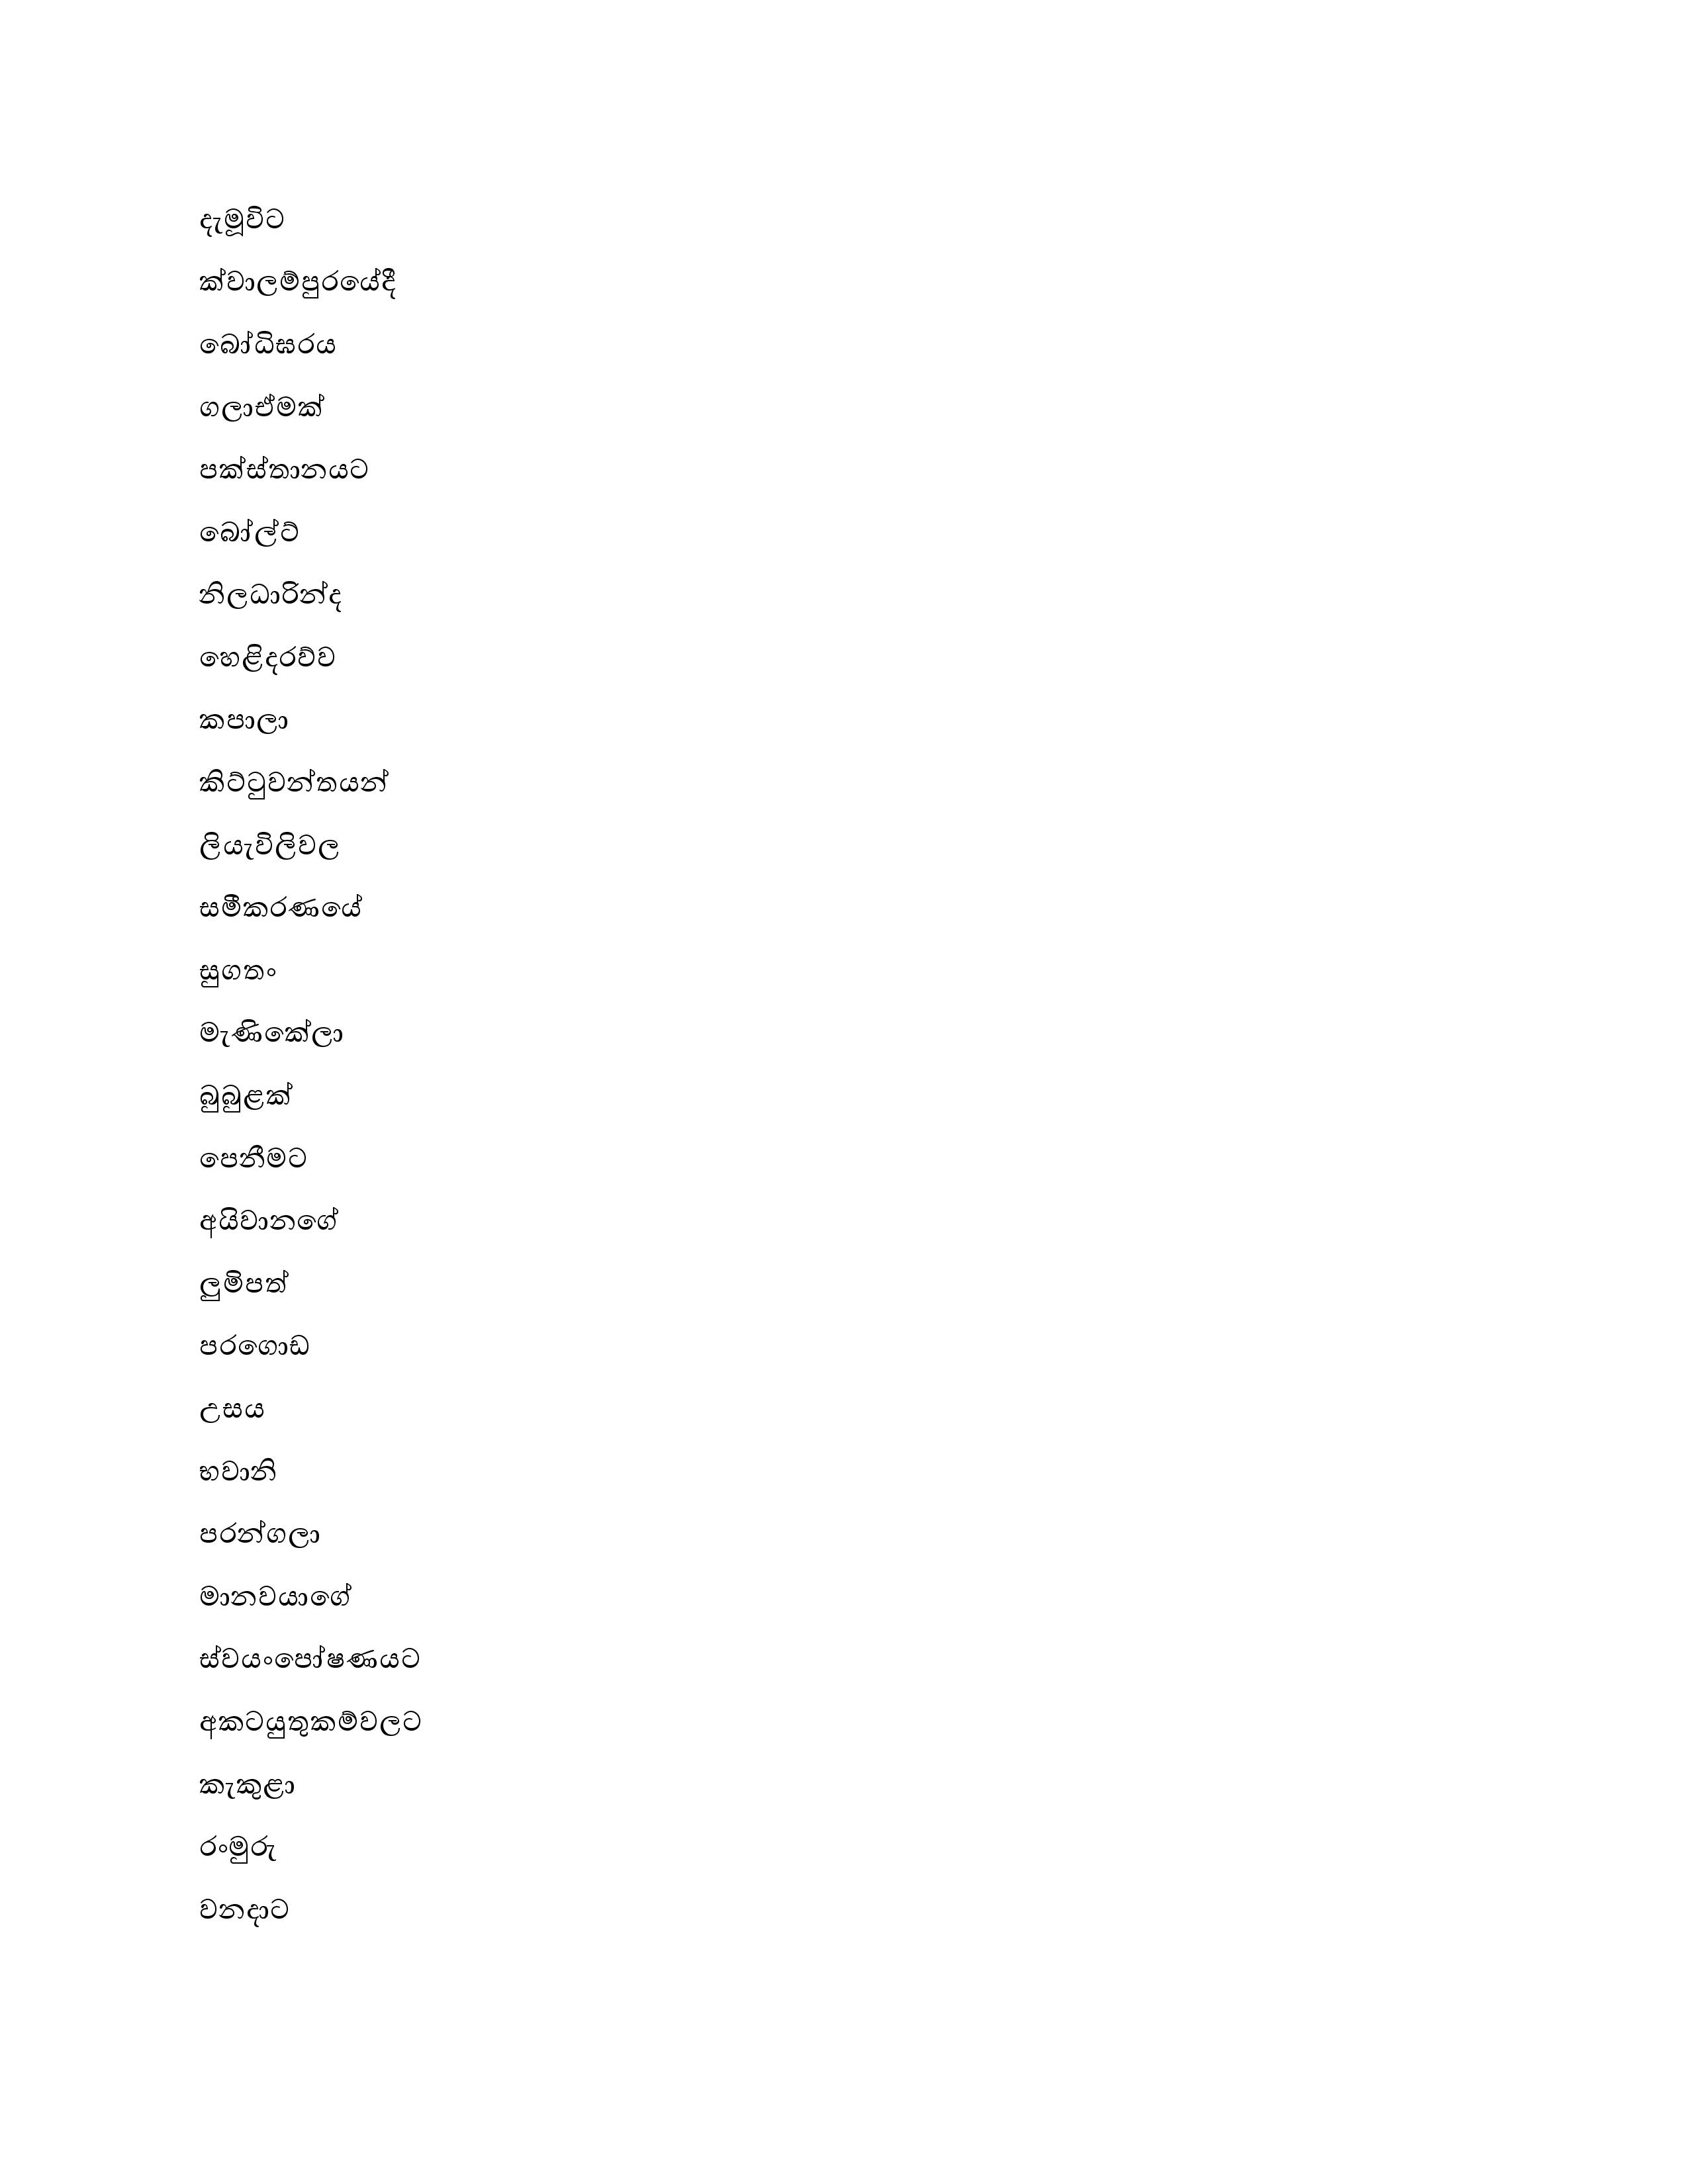 දැමූවිට
ක්වාලම්පුරයේදී
බෝධිඝරය
ගලාඒමක්
පක්ස්තානයට
බෝල්ට්
නිලධාරින්ද
හෙළිදරව්ව
කපාලා
කිට්ටුවන්තයන්
ලියැවිලිවල
සමීකරණයේ
සුගතං
මැණිකේලා
බුබුළක්
පෙනීමට
අයිවානගේ
ලුම්පත්
පරගොඩ
උසය
භවානි
පරන්ගලා
මානවයාගේ
ස්වයංපෝෂණයට
අකටයුතුකම්වලට
කැකුළා
රංමුරු
වනදාට